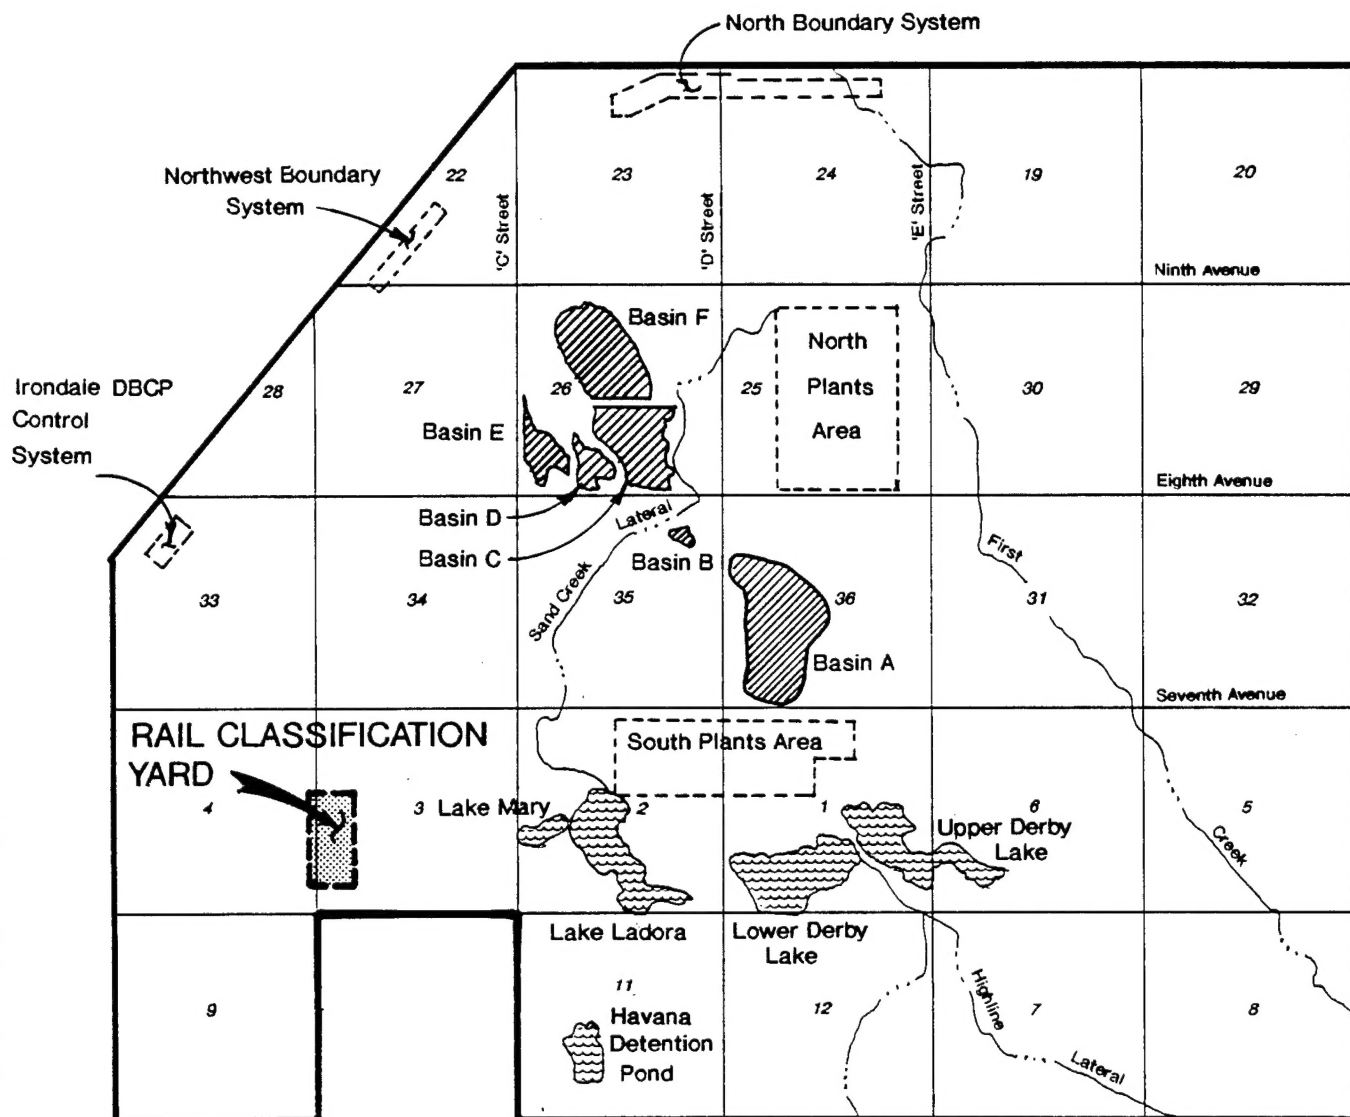 North Boundary System
Northwest Boundary
System
22
23
24
19
20
'C' Street
'D' Street
'E' Street
Ninth Avenue
Irondale DBCP
Control
System
28
27
26
Basin F
25
North
Plants
Area
30
29
Basin E
Eighth Avenue
Basin D
Lateral
Basin C
Basin B
Sand Creek
First
33
34
35
36
31
32
Basin A
Seventh Avenue
RAIL CLASSIFICATION
YARD
South Plants Area
4
3
Lake Mary
2
1
6
5
Upper Derby
Lake
Creek
Lake Ladora
Lower Derby
Lake
9
11
12
Highline
7
8
Havana
Detention
Pond
Lateral